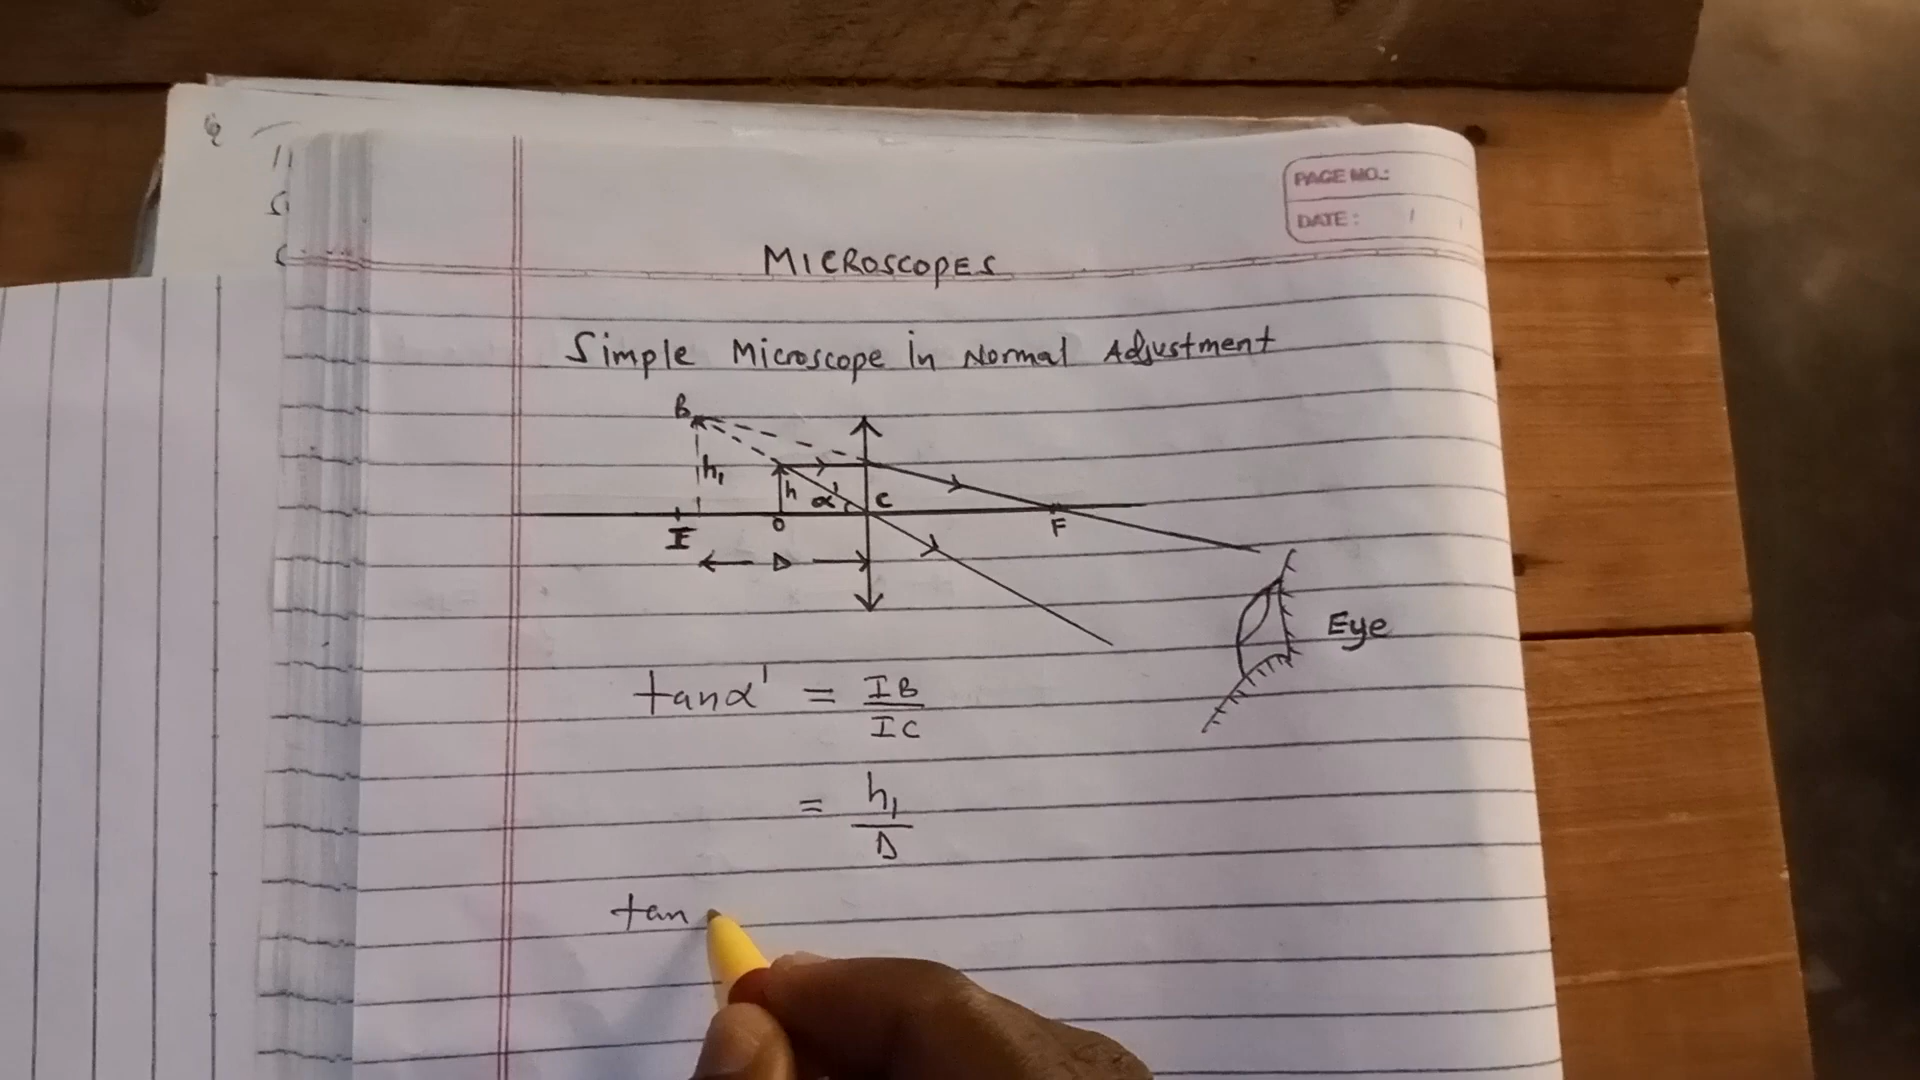 PAGE NO.:
DATE: / /
MICROSCOPES
Simple Microscope in Normal Adjustment
B
h₁
h
α'
C
I
O
F
← D →
Eye
tanα' = IB/IC
= h₁/D
tan